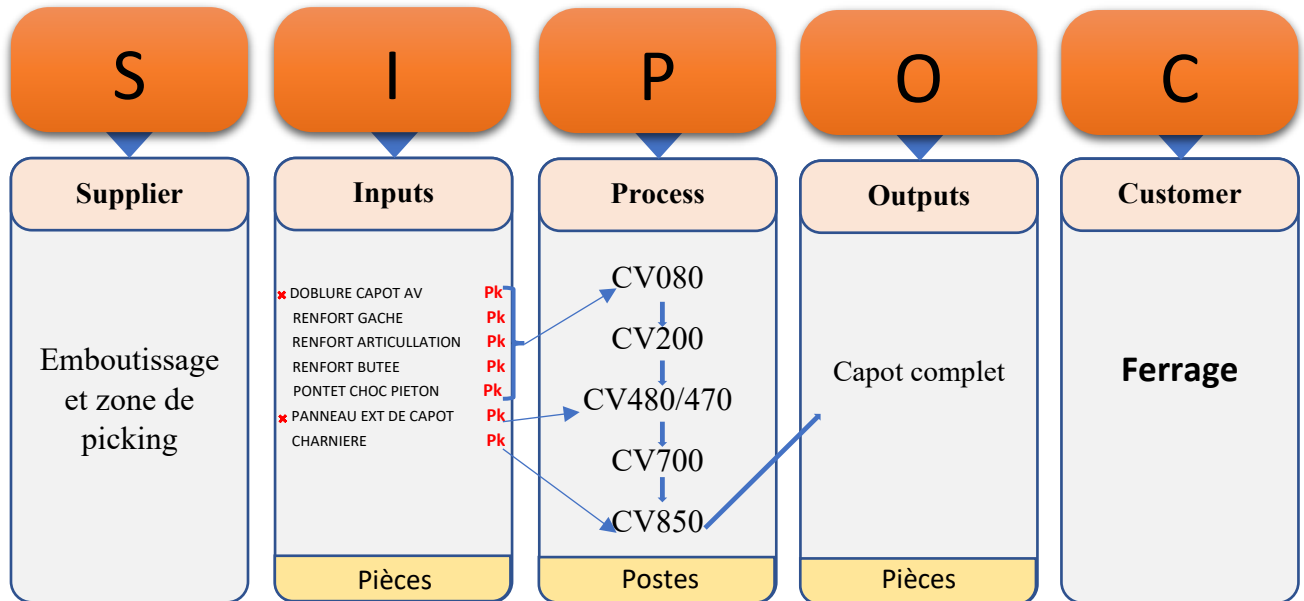 S
I
P
O
C
Supplier
Inputs
Process
Outputs
Customer
Emboutissage
et zone de
picking
✖ DOBLURE CAPOT AV Pk
RENFORT GACHE Pk
RENFORT ARTICULLATION Pk
RENFORT BUTEE Pk
PONTET CHOC PIETON Pk
✖ PANNEAU EXT DE CAPOT Pk
CHARNIERE Pk
CV080
CV200
CV480/470
CV700
CV850
Capot complet
Ferrage
Pièces
Postes
Pièces